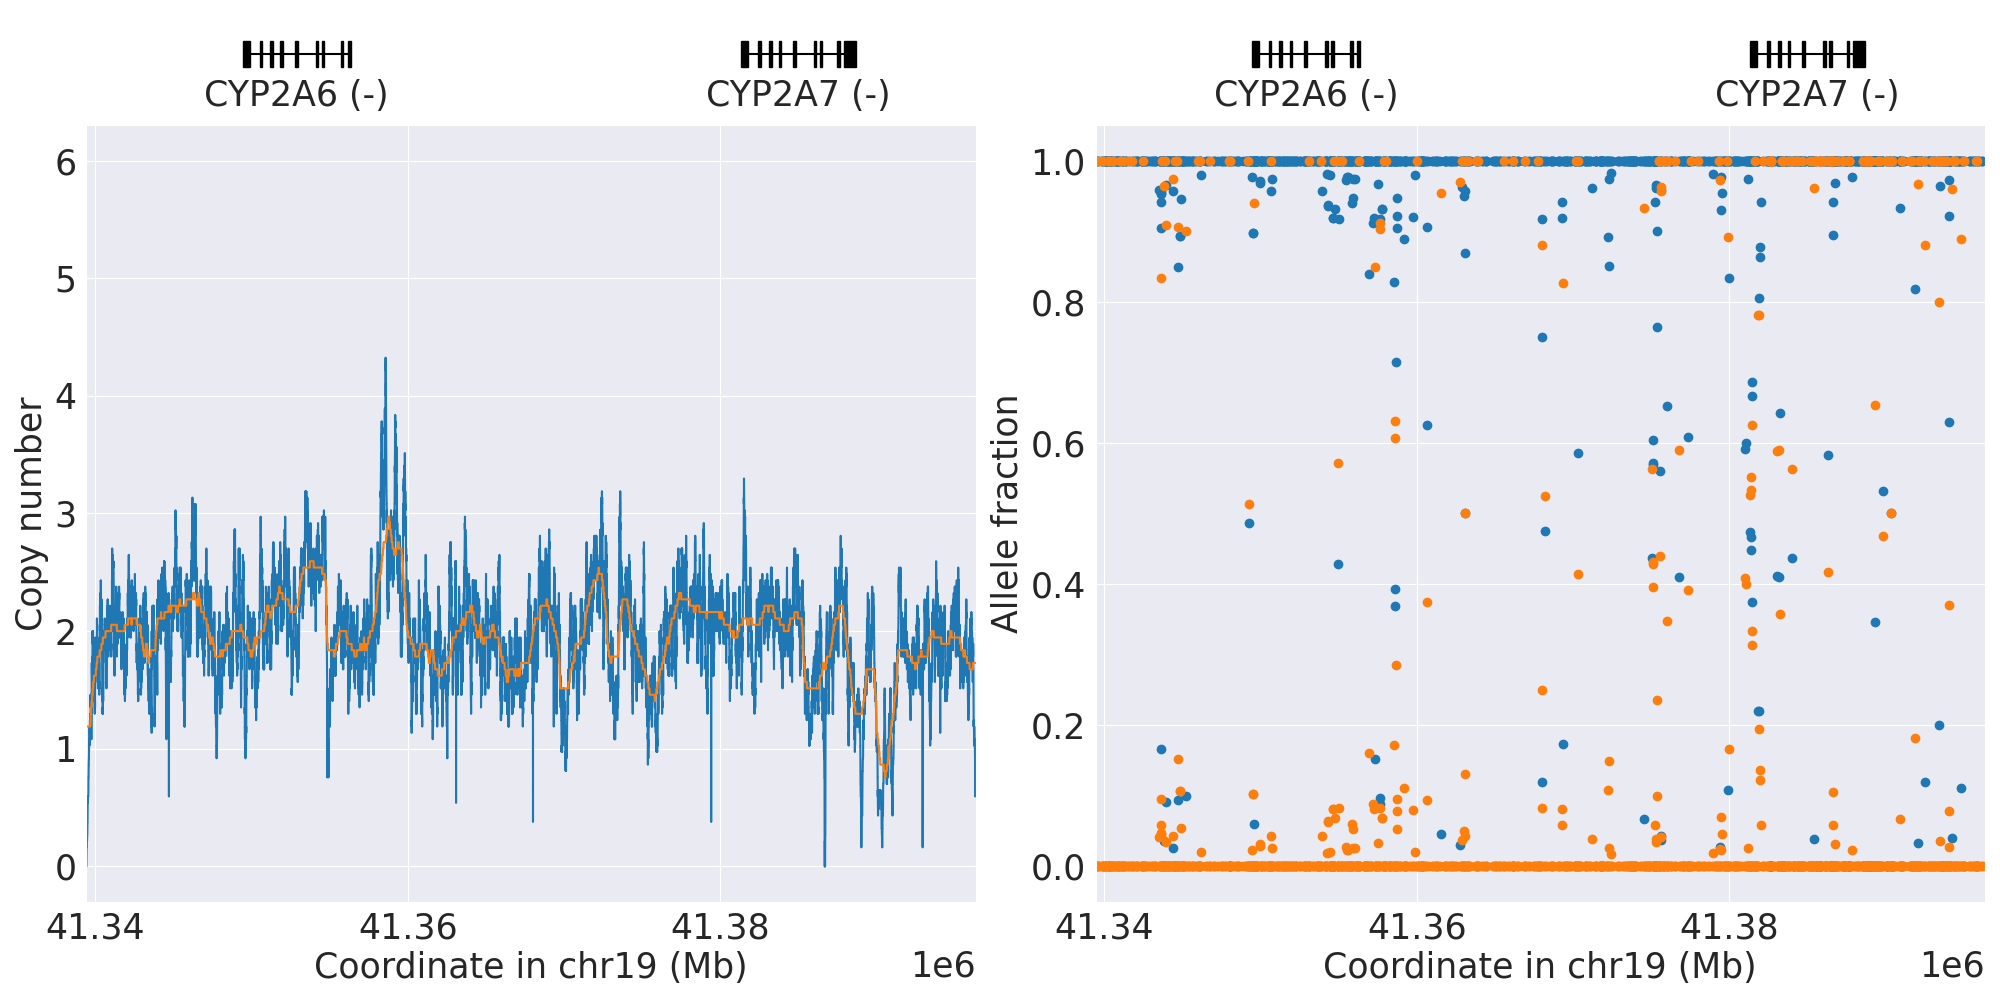 CYP2A6 (-)
CYP2A7 (-)
6
5
4
3
2
1
0
Copy number
41.34
41.36
41.38
Coordinate in chr19 (Mb)
1e6
CYP2A6 (-)
CYP2A7 (-)
1.0
0.8
0.6
0.4
0.2
0.0
Allele fraction
41.34
41.36
41.38
Coordinate in chr19 (Mb)
1e6